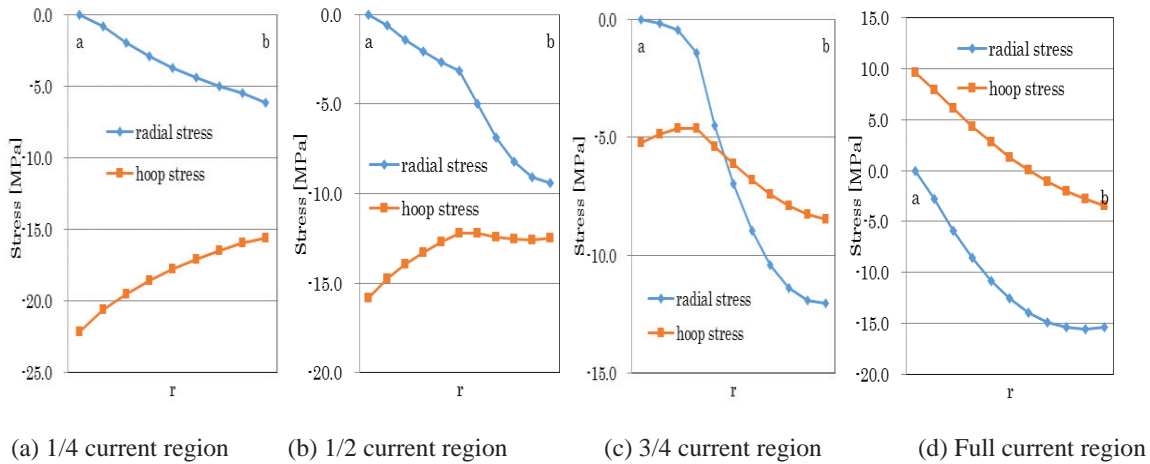 0.0
-5.0
-10.0
-15.0
-20.0
-25.0
Stress [MPa]
a
b
radial stress
hoop stress
r
(a) 1/4 current region
0.0
-5.0
-10.0
-15.0
-20.0
Stress [MPa]
a
b
radial stress
hoop stress
r
(b) 1/2 current region
0.0
-5.0
-10.0
-15.0
Stress [MPa]
a
b
radial stress
hoop stress
r
(c) 3/4 current region
15.0
10.0
5.0
0.0
-5.0
-10.0
-15.0
-20.0
Stress [MPa]
radial stress
hoop stress
a
b
r
(d) Full current region